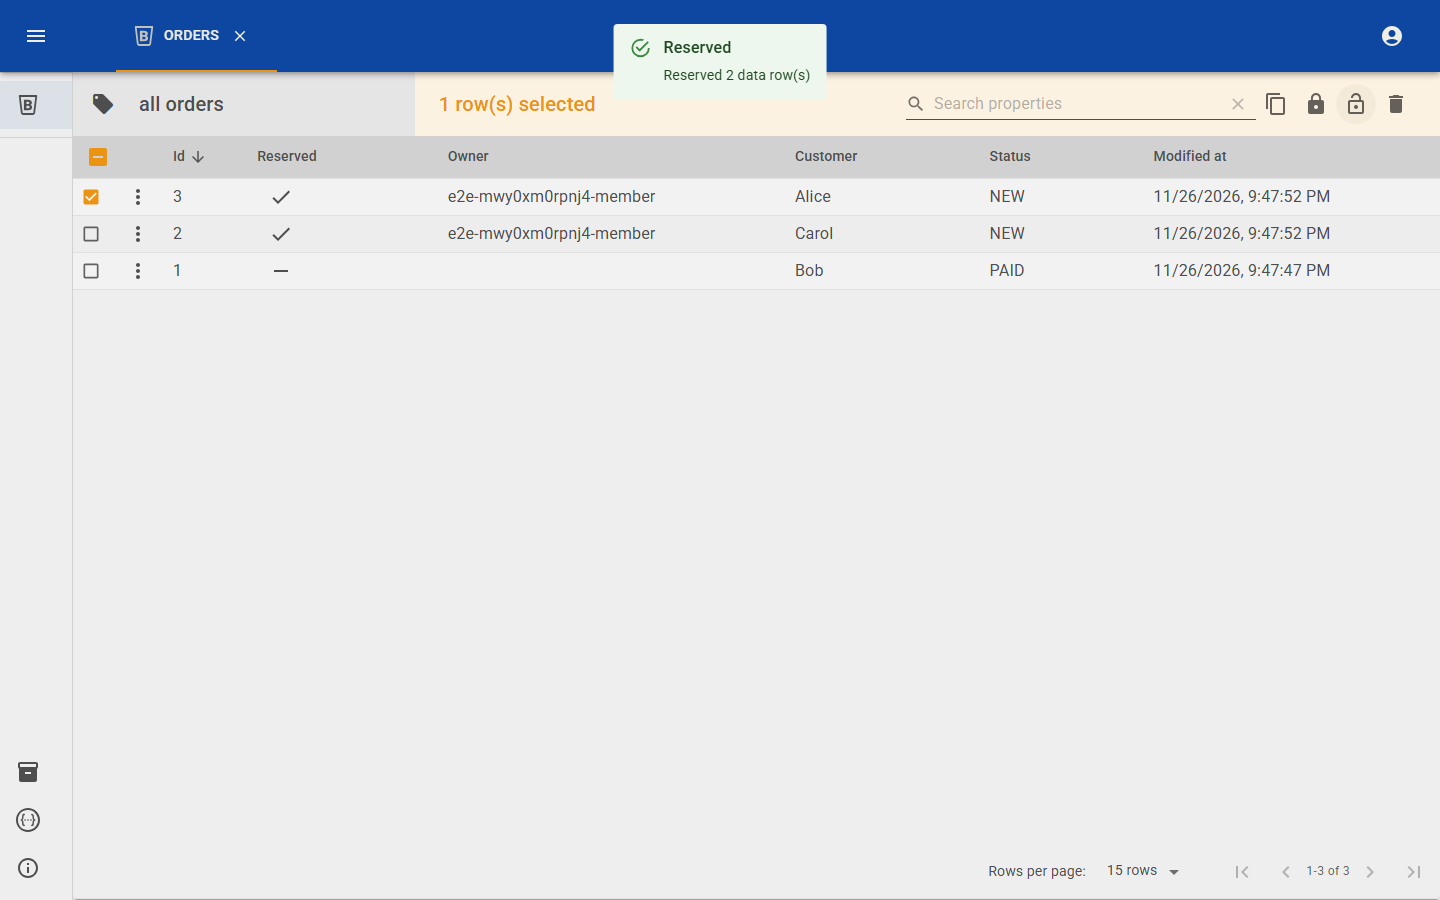 ORDERS
Reserved
Reserved 2 data row(s)
all orders
1 row(s) selected
Search properties
Id Reserved Owner Customer Status Modified at
3 e2e-mwy0xm0rpnj4-member Alice NEW 11/26/2026, 9:47:52 PM
2 e2e-mwy0xm0rpnj4-member Carol NEW 11/26/2026, 9:47:52 PM
1 Bob PAID 11/26/2026, 9:47:47 PM
Rows per page: 15 rows 1-3 of 3